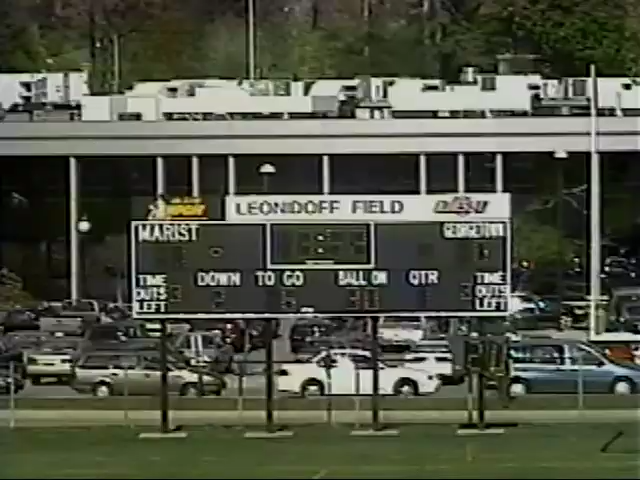 LEONIDOFF FIELD
MARIST GEORGETOWN
TIME OUTS LEFT DOWN TO GO BALL ON QTR TIME OUTS LEFT